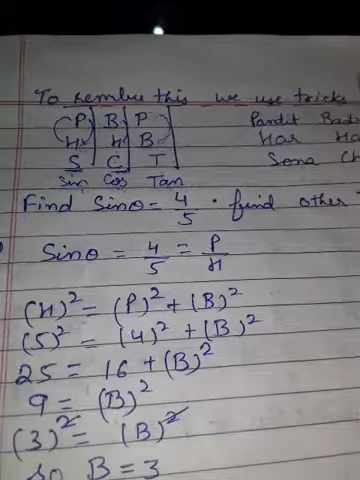 To rember this we use tricks
P B P Pandit Bad
H H B Har Ha
S C T Sona Ch
Sin Cos Tan
Find Sinθ = 4/5 . find other
Sinθ = 4/5 = P/H
(H)² = (P)² + (B)²
(5)² = (4)² + (B)²
25 = 16 + (B)²
9 = (B)²
(3)² = (B)²
So B = 3